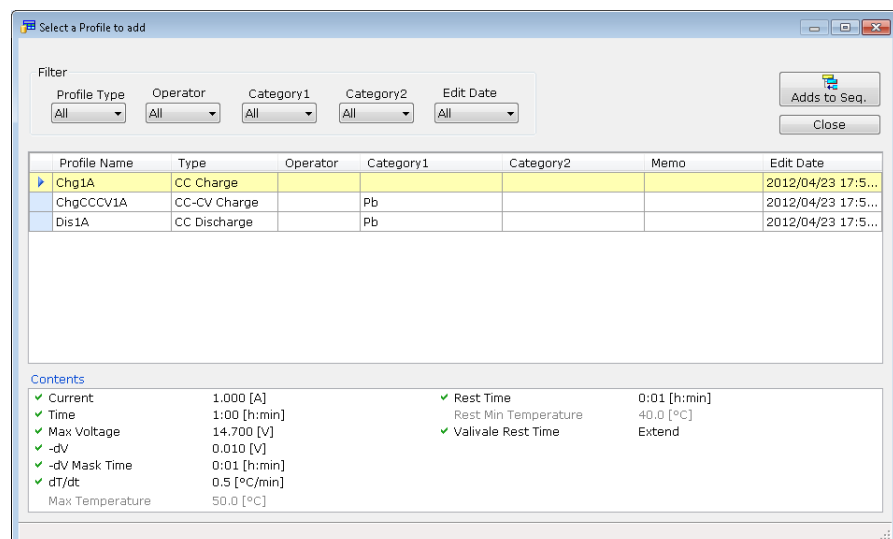 Select a Profile to add
Filter
Profile Type Operator Category1 Category2 Edit Date
All All All All All
Adds to Seq.
Close
Profile Name Type Operator Category1 Category2 Memo Edit Date
Chg1A CC Charge 2012/04/23 17:5...
ChgCCCV1A CC-CV Charge Pb 2012/04/23 17:5...
Dis1A CC Discharge Pb 2012/04/23 17:5...
Contents
Current 1.000 [A] Rest Time 0:01 [h:min]
Time 1:00 [h:min] Rest Min Temperature 40.0 [°C]
Max Voltage 14.700 [V] Valivale Rest Time Extend
-dV 0.010 [V]
-dV Mask Time 0:01 [h:min]
dT/dt 0.5 [°C/min]
Max Temperature 50.0 [°C]